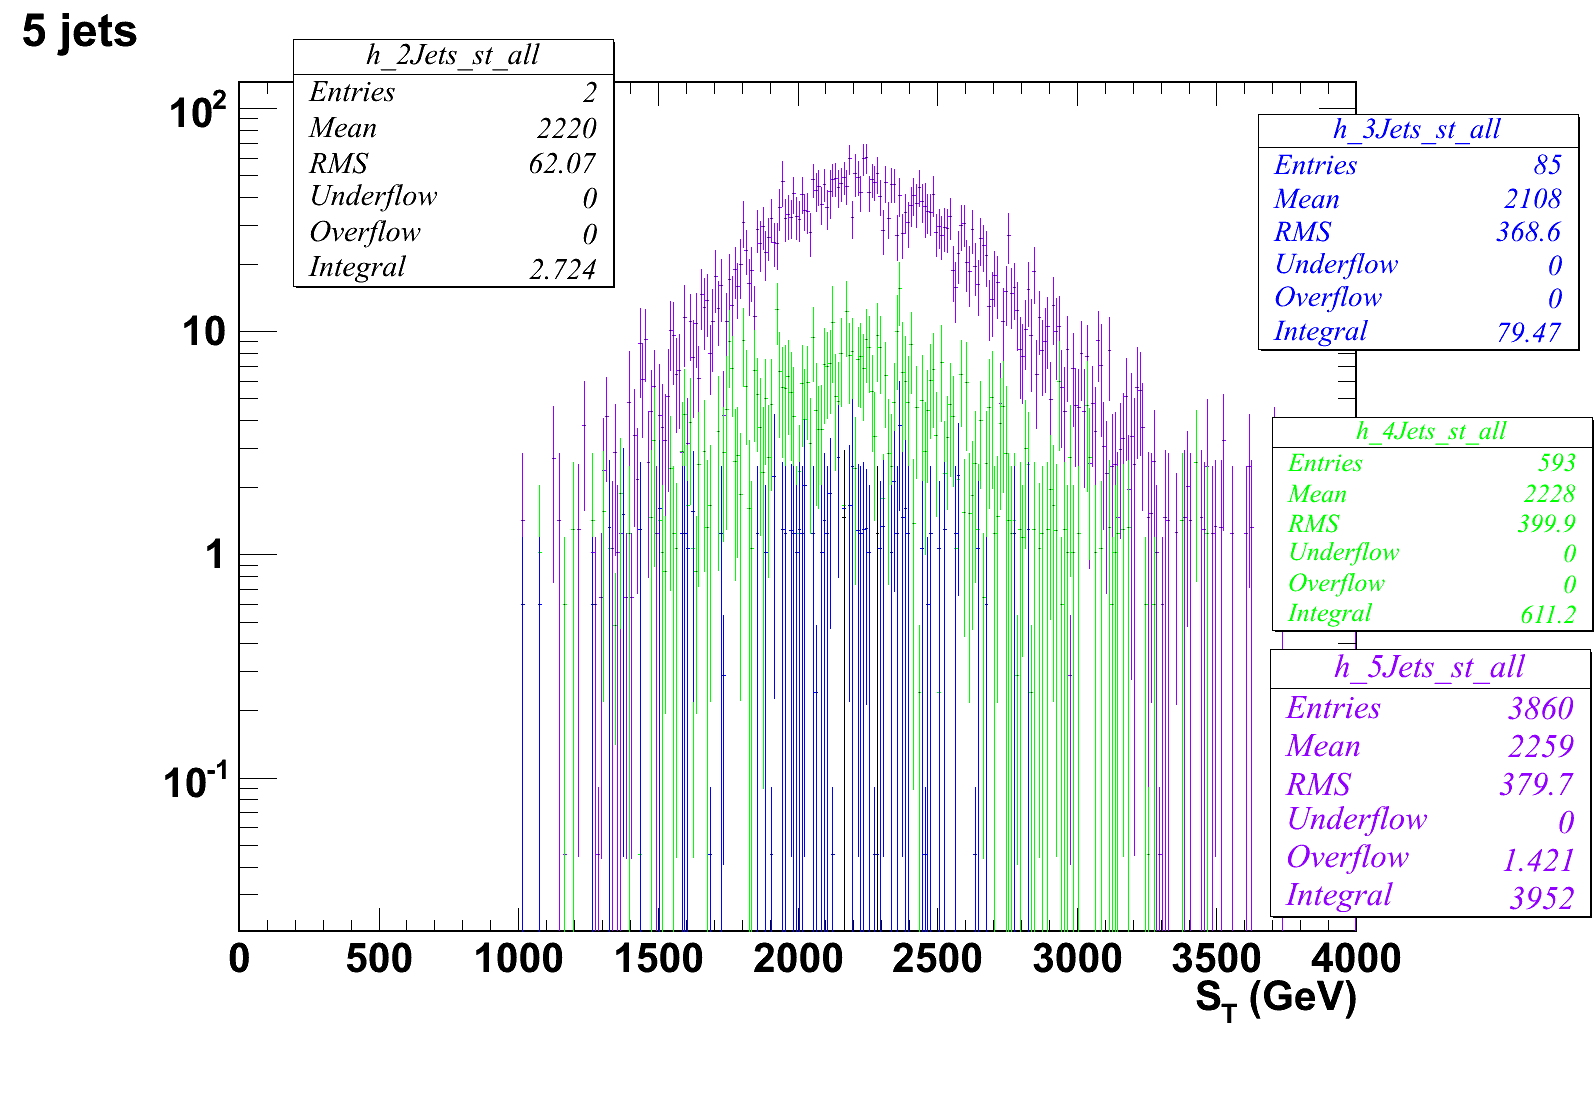 5 jets
h_2Jets_st_all
Entries 2
Mean 2220
RMS 62.07
Underflow 0
Overflow 0
Integral 2.724
h_3Jets_st_all
Entries 85
Mean 2108
RMS 368.6
Underflow 0
Overflow 0
Integral 79.47
h_4Jets_st_all
Entries 593
Mean 2228
RMS 399.9
Underflow 0
Overflow 0
Integral 611.2
h_5Jets_st_all
Entries 3860
Mean 2259
RMS 379.7
Underflow 0
Overflow 1.421
Integral 3952
10²
10
1
10⁻¹
0 500 1000 1500 2000 2500 3000 3500 4000
S_T (GeV)